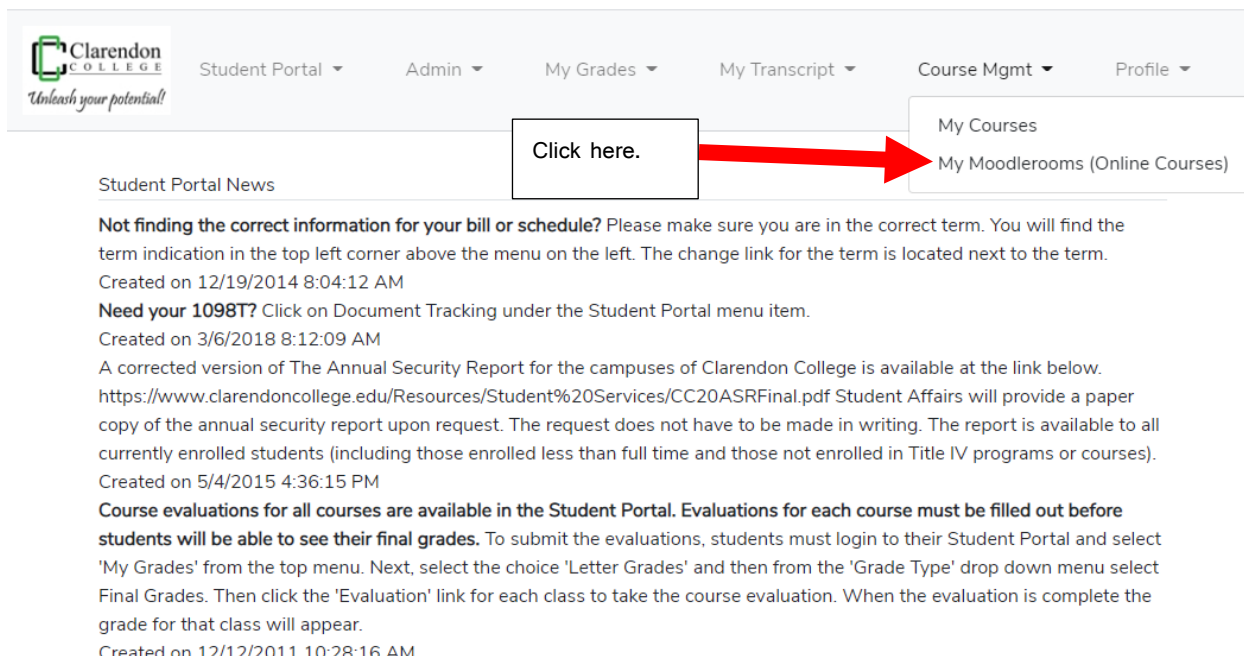 Clarendon
COLLEGE
Unleash your potential!
Student Portal
Admin
My Grades
My Transcript
Course Mgmt
Profile
My Courses
My Moodlerooms (Online Courses)
Click here.
Student Portal News
Not finding the correct information for your bill or schedule? Please make sure you are in the correct term. You will find the
term indication in the top left corner above the menu on the left. The change link for the term is located next to the term.
Created on 12/19/2014 8:04:12 AM
Need your 1098T? Click on Document Tracking under the Student Portal menu item.
Created on 3/6/2018 8:12:09 AM
A corrected version of The Annual Security Report for the campuses of Clarendon College is available at the link below.
https://www.clarendoncollege.edu/Resources/Student%20Services/CC20ASRFinal.pdf Student Affairs will provide a paper
copy of the annual security report upon request. The request does not have to be made in writing. The report is available to all
currently enrolled students (including those enrolled less than full time and those not enrolled in Title IV programs or courses).
Created on 5/4/2015 4:36:15 PM
Course evaluations for all courses are available in the Student Portal. Evaluations for each course must be filled out before
students will be able to see their final grades. To submit the evaluations, students must login to their Student Portal and select
'My Grades' from the top menu. Next, select the choice 'Letter Grades' and then from the 'Grade Type' drop down menu select
Final Grades. Then click the 'Evaluation' link for each class to take the course evaluation. When the evaluation is complete the
grade for that class will appear.
Created on 12/12/2011 10:28:16 AM